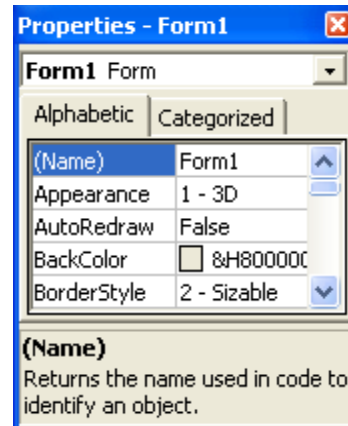 Properties - Form1
Form1 Form
Alphabetic Categorized
(Name) Form1
Appearance 1 - 3D
AutoRedraw False
BackColor &H800000
BorderStyle 2 - Sizable
(Name)
Returns the name used in code to
identify an object.